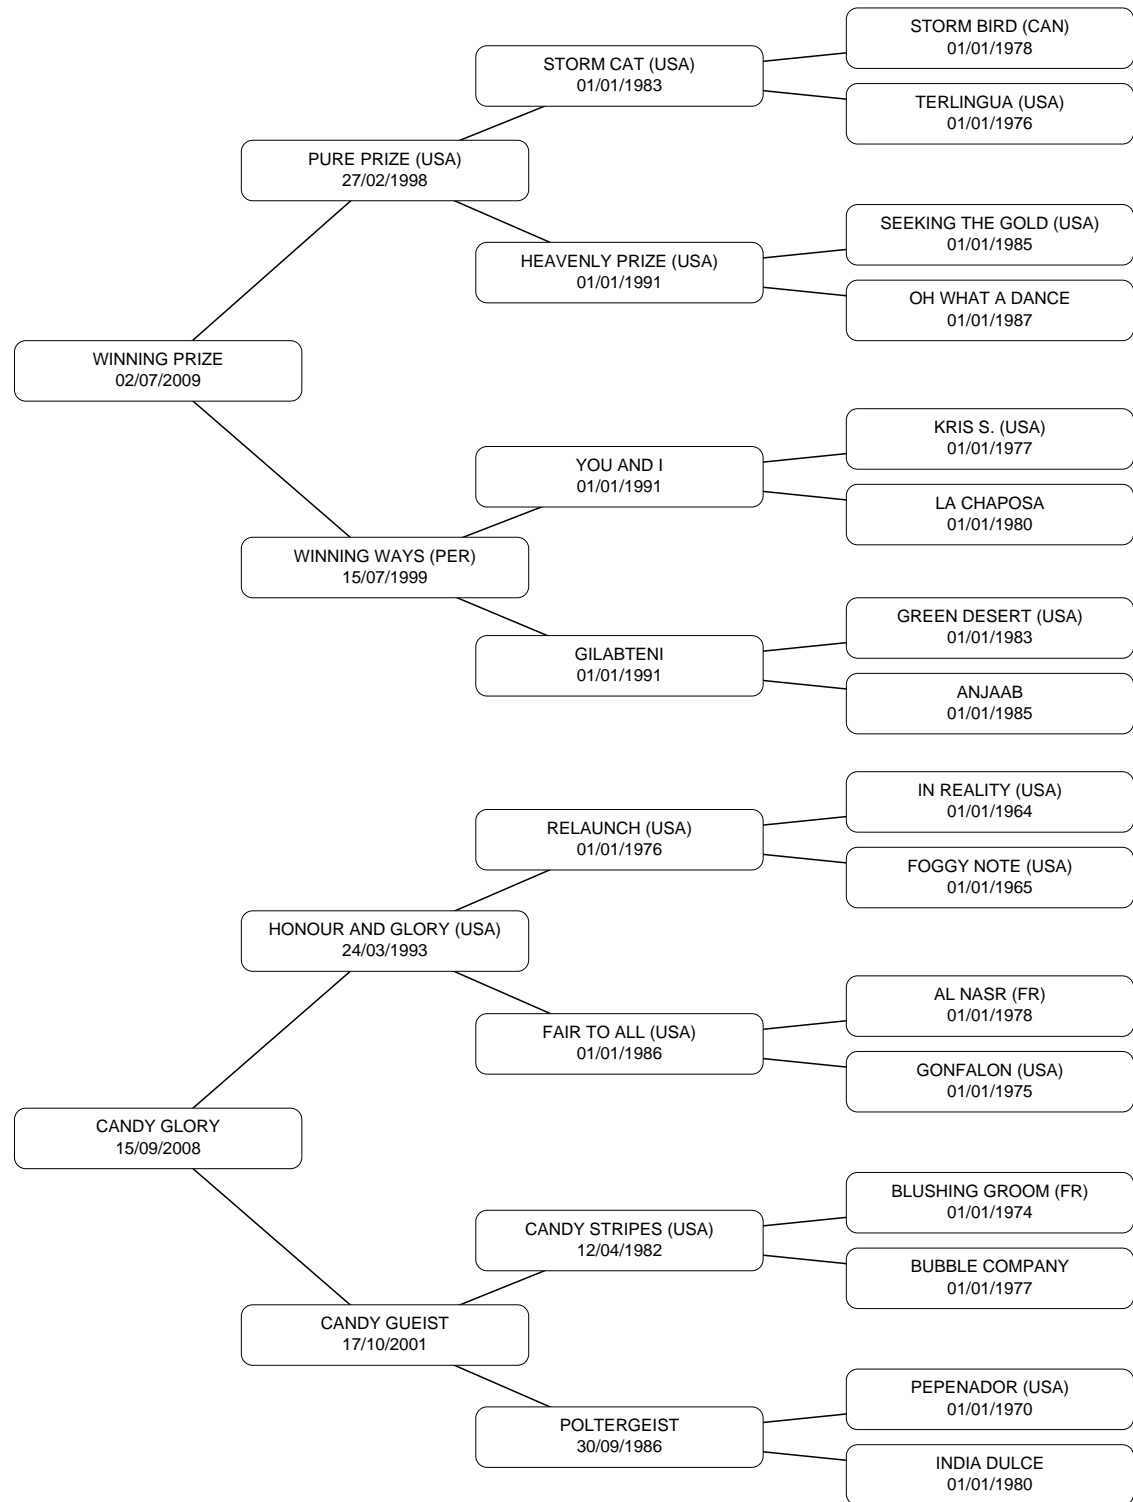 STORM BIRD (CAN)
01/01/1978
STORM CAT (USA)
01/01/1983
TERLINGUA (USA)
01/01/1976
PURE PRIZE (USA)
27/02/1998
SEEKING THE GOLD (USA)
01/01/1985
HEAVENLY PRIZE (USA)
01/01/1991
OH WHAT A DANCE
01/01/1987
WINNING PRIZE
02/07/2009
KRIS S. (USA)
01/01/1977
YOU AND I
01/01/1991
LA CHAPOSA
01/01/1980
WINNING WAYS (PER)
15/07/1999
GREEN DESERT (USA)
01/01/1983
GILABTENI
01/01/1991
ANJAAB
01/01/1985
IN REALITY (USA)
01/01/1964
RELAUNCH (USA)
01/01/1976
FOGGY NOTE (USA)
01/01/1965
HONOUR AND GLORY (USA)
24/03/1993
AL NASR (FR)
01/01/1978
FAIR TO ALL (USA)
01/01/1986
GONFALON (USA)
01/01/1975
CANDY GLORY
15/09/2008
BLUSHING GROOM (FR)
01/01/1974
CANDY STRIPES (USA)
12/04/1982
BUBBLE COMPANY
01/01/1977
CANDY GUEIST
17/10/2001
PEPENADOR (USA)
01/01/1970
POLTERGEIST
30/09/1986
INDIA DULCE
01/01/1980